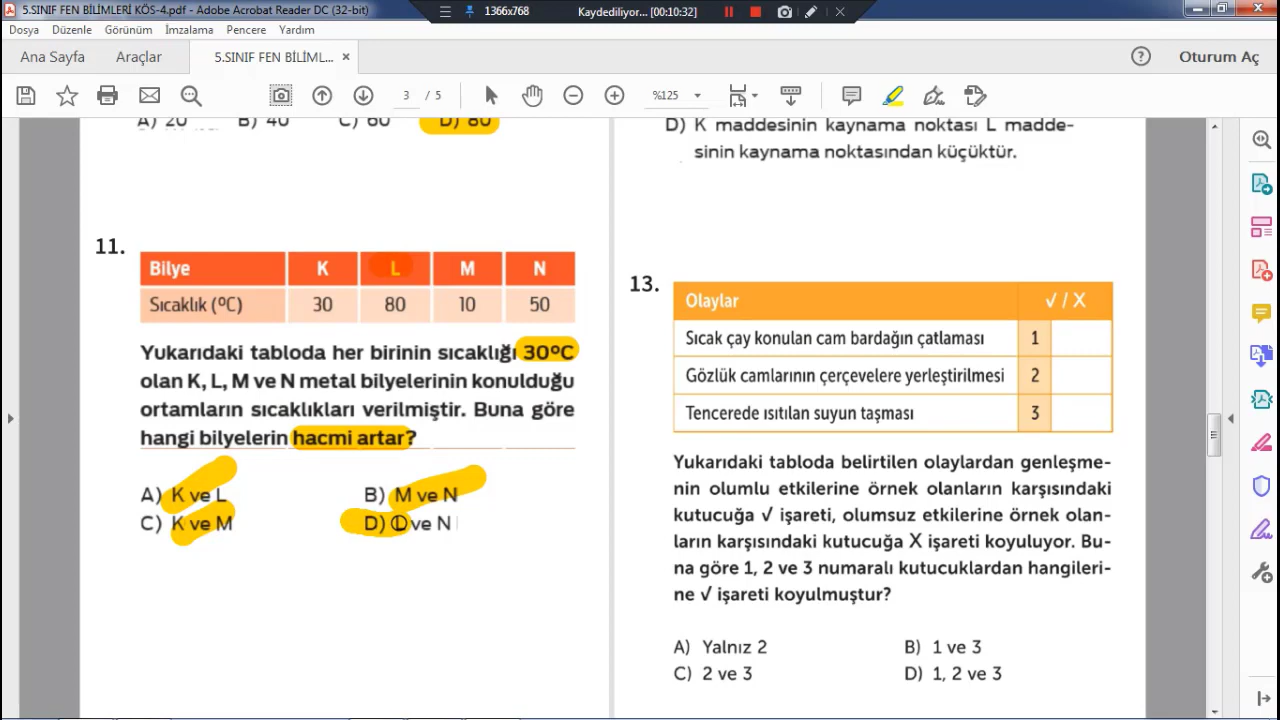 5.SINIF FEN BİLİMLERİ KÖS-4.pdf - Adobe Acrobat Reader DC (32-bit)
1366x768
Kaydediliyor... [00:10:32]
Dosya Düzenle Görünüm İmzalama Pencere Yardım
Ana Sayfa Araçlar 5.SINIF FEN BİLİML... × Oturum Aç
3 / 5 %125
A) 20 B) 40 C) 60 D) 80
11.
Bilye K L M N
Sıcaklık (ºC) 30 80 10 50
Yukarıdaki tabloda her birinin sıcaklığı 30ºC
olan K, L, M ve N metal bilyelerinin konulduğu
ortamların sıcaklıkları verilmiştir. Buna göre
hangi bilyelerin hacmi artar?
A) K ve L B) M ve N
C) K ve M D) L ve N
D) K maddesinin kaynama noktası L madde-
sinin kaynama noktasından küçüktür.
13.
Olaylar √ / X
Sıcak çay konulan cam bardağın çatlaması 1
Gözlük camlarının çerçevelere yerleştirilmesi 2
Tencerede ısıtılan suyun taşması 3
Yukarıdaki tabloda belirtilen olaylardan genleşme-
nin olumlu etkilerine örnek olanların karşısındaki
kutucuğa √ işareti, olumsuz etkilerine örnek olan-
ların karşısındaki kutucuğa X işareti koyuluyor. Bu-
na göre 1, 2 ve 3 numaralı kutucuklardan hangileri-
ne √ işareti koyulmuştur?
A) Yalnız 2 B) 1 ve 3
C) 2 ve 3 D) 1, 2 ve 3